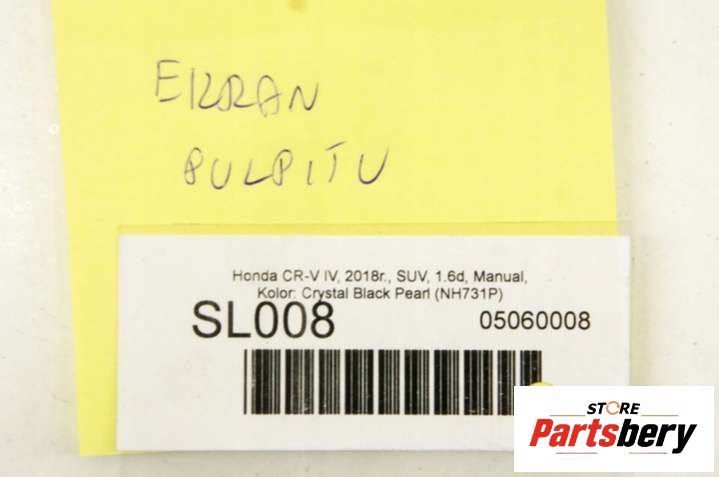 EKRAN
PULPITU
Honda CR-V IV, 2018r., SUV, 1.6d, Manual,
Kolor: Crystal Black Pearl (NH731P)
SL008 05060008
STORE
Partsbery